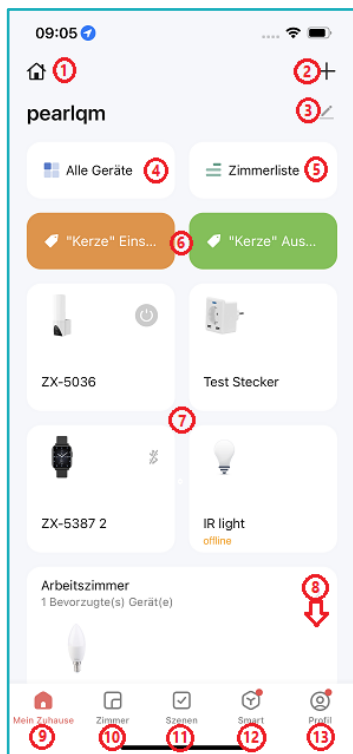 09:05
1
2
pearlqm
3
Alle Geräte 4
Zimmerliste 5
"Kerze" Eins...
6
"Kerze" Aus...
ZX-5036
Test Stecker
7
ZX-5387 2
IR light
offline
Arbeitszimmer
1 Bevorzugte(s) Gerät(e)
8
Mein Zuhause
Zimmer
Szenen
Smart
Profil
9
10
11
12
13